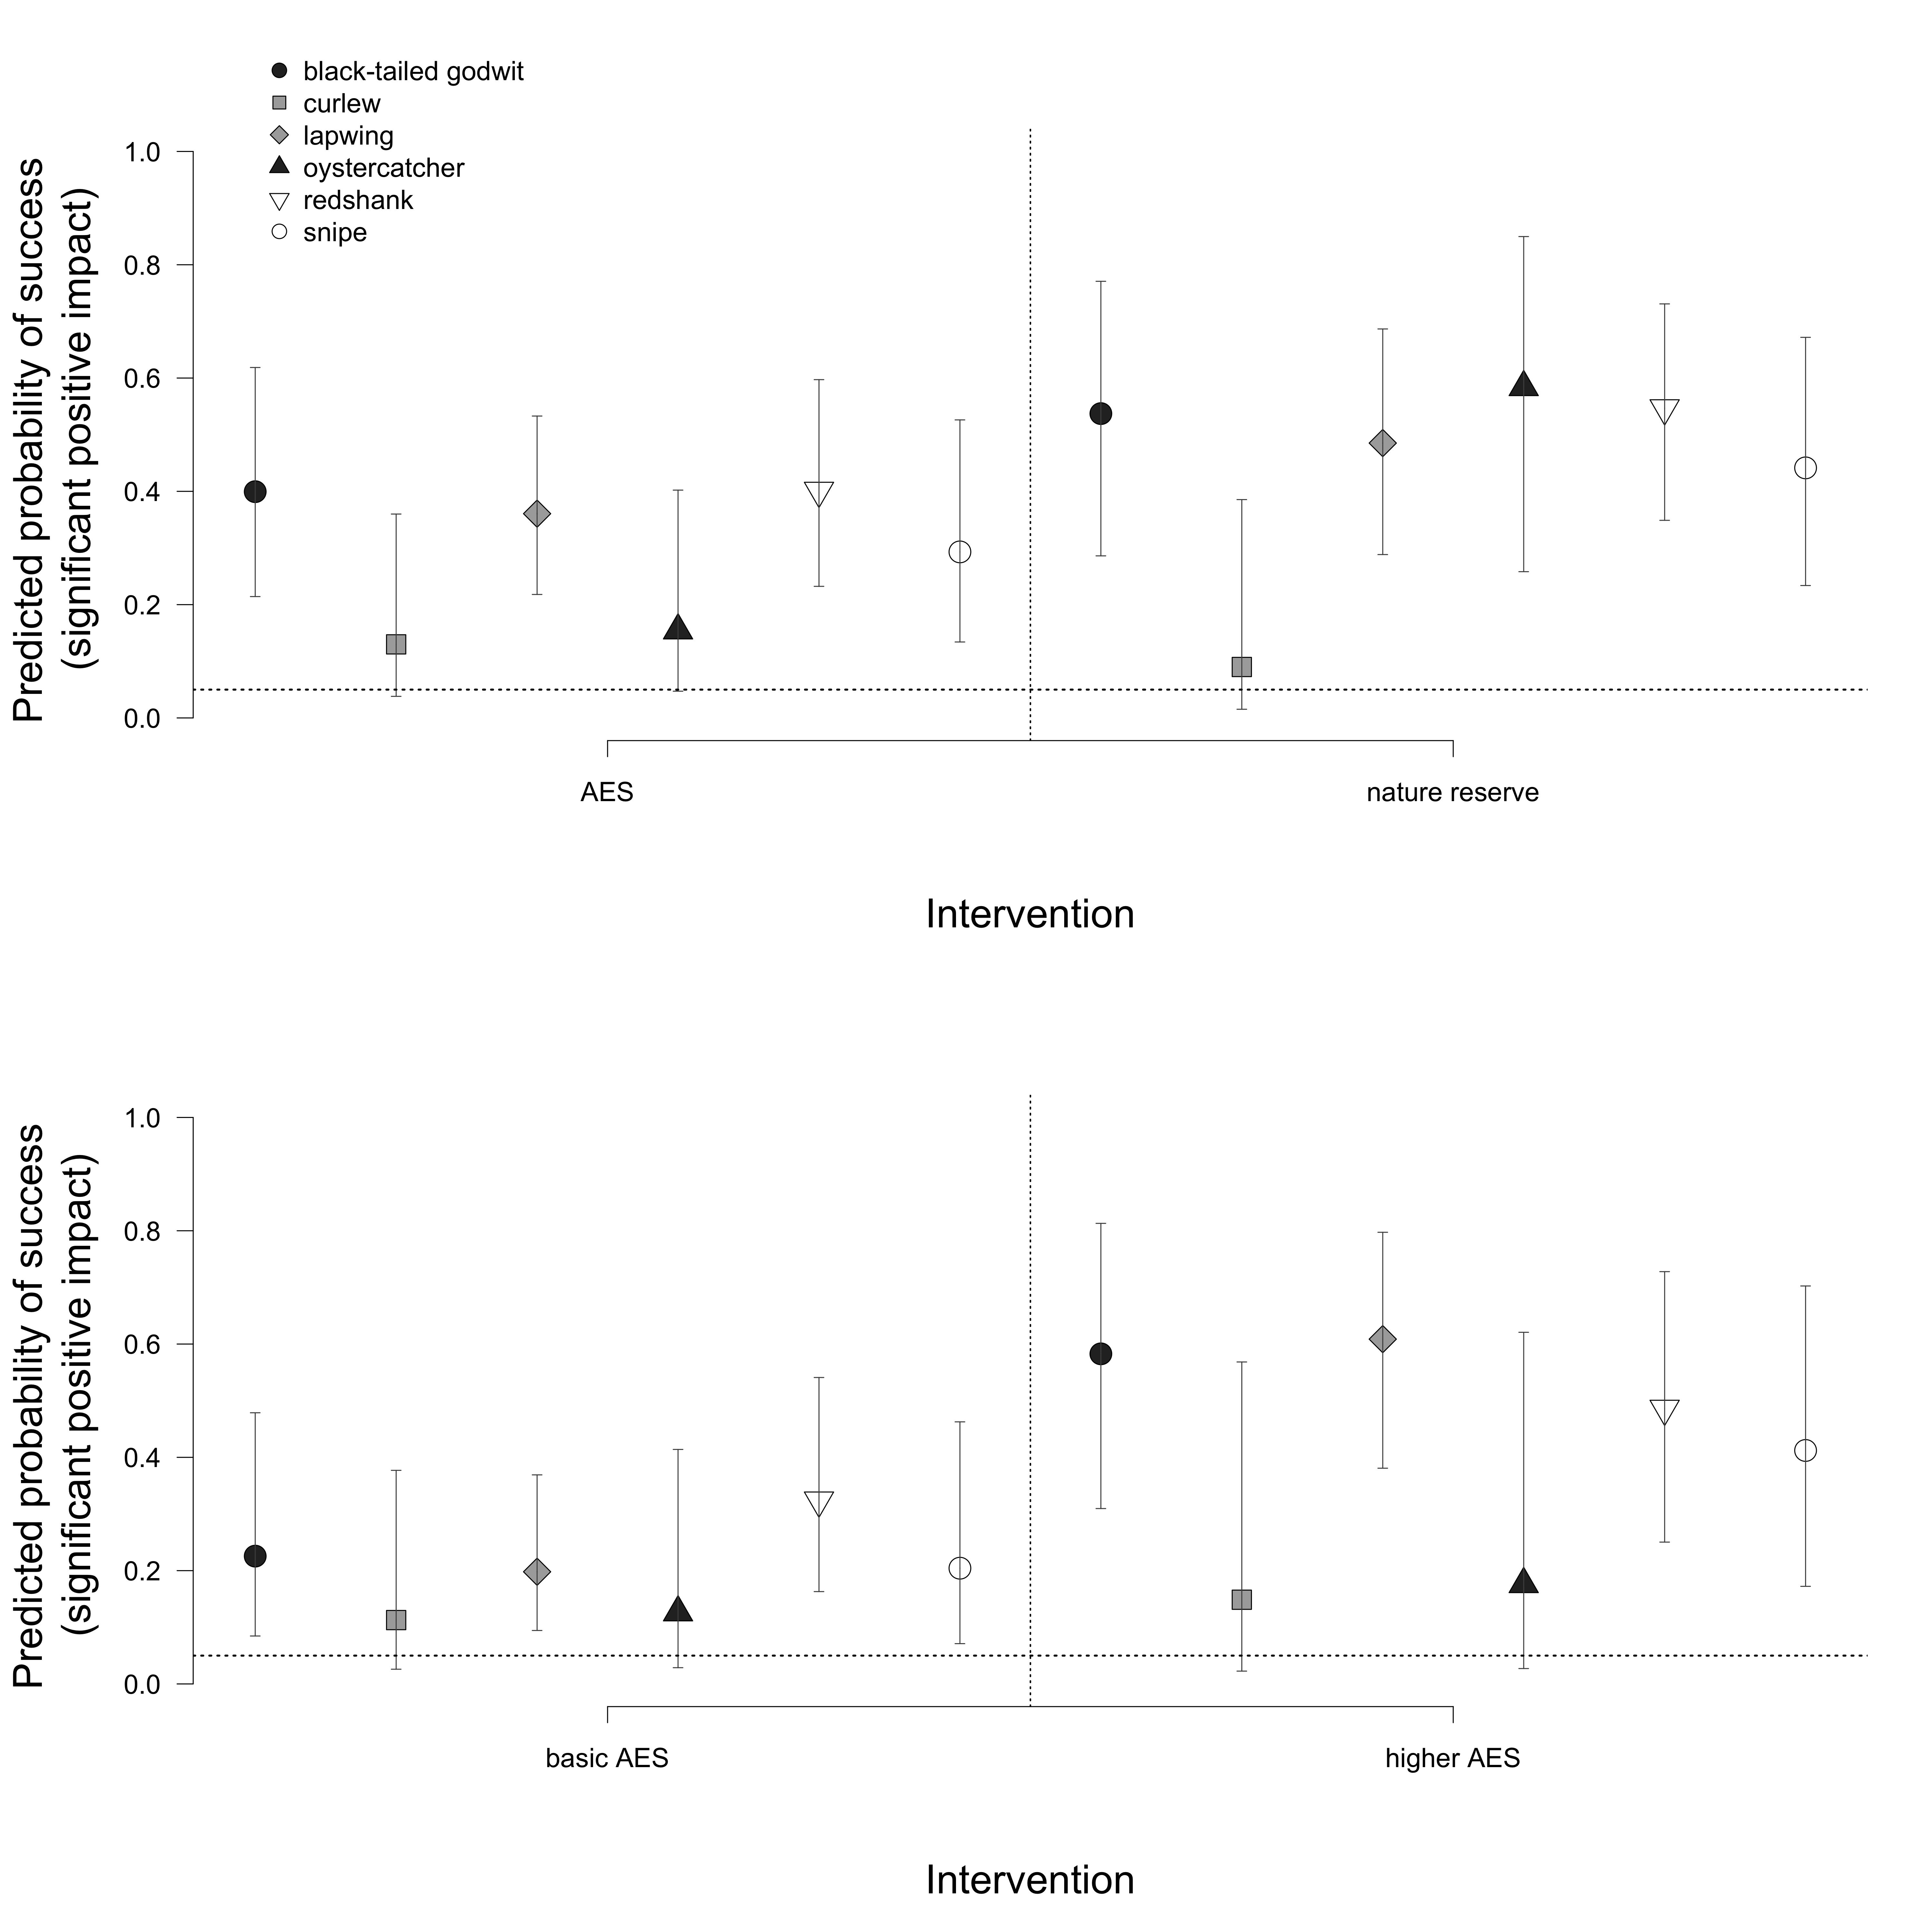 black-tailed godwit
curlew
lapwing
oystercatcher
redshank
snipe
Predicted probability of success
(significant positive impact)
1.0
0.8
0.6
0.4
0.2
0.0
AES
nature reserve
Intervention
Predicted probability of success
(significant positive impact)
1.0
0.8
0.6
0.4
0.2
0.0
basic AES
higher AES
Intervention